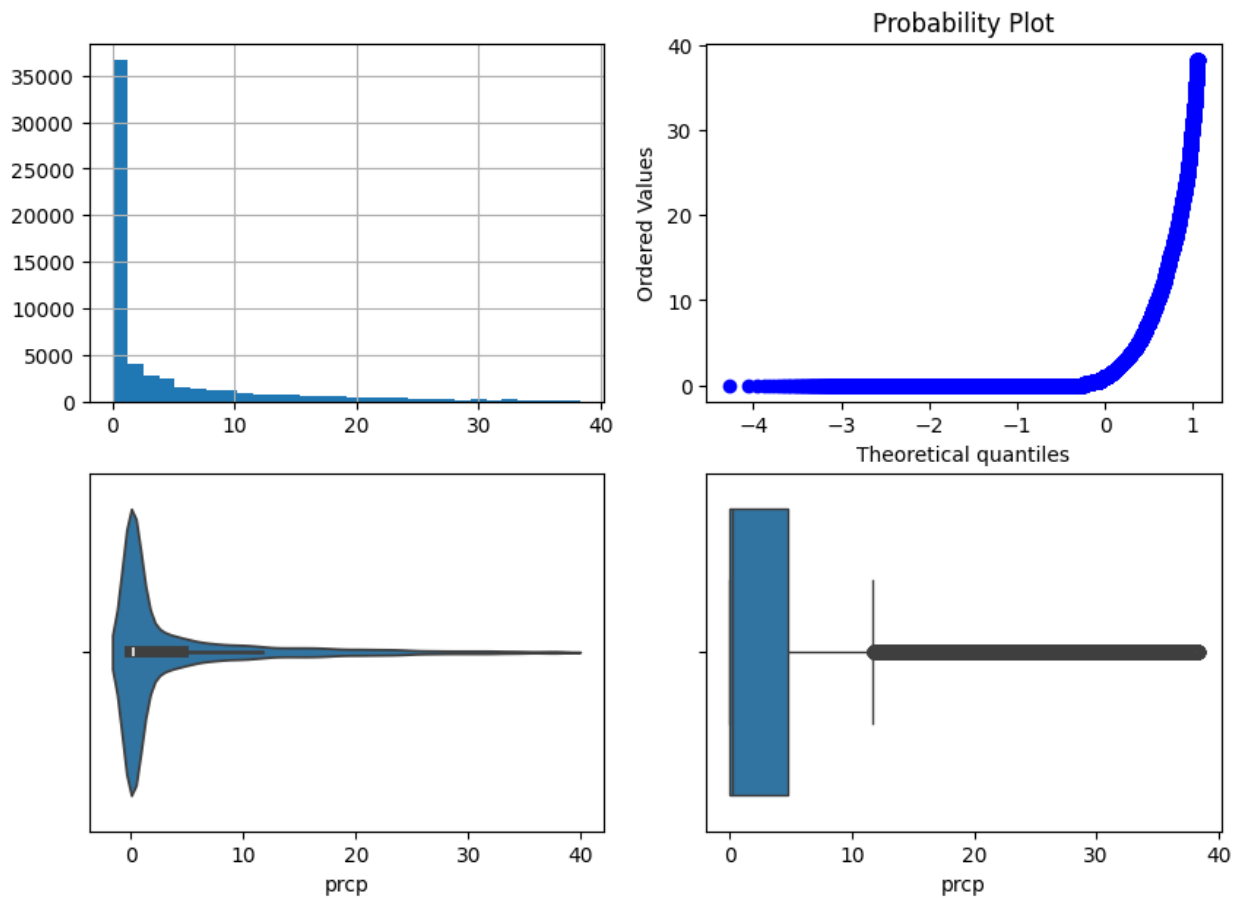 35000
30000
25000
20000
15000
10000
5000
0
0 10 20 30 40
Probability Plot
Ordered Values
40
30
20
10
0
−4 −3 −2 −1 0 1
Theoretical quantiles
0 10 20 30 40
prcp
0 10 20 30 40
prcp